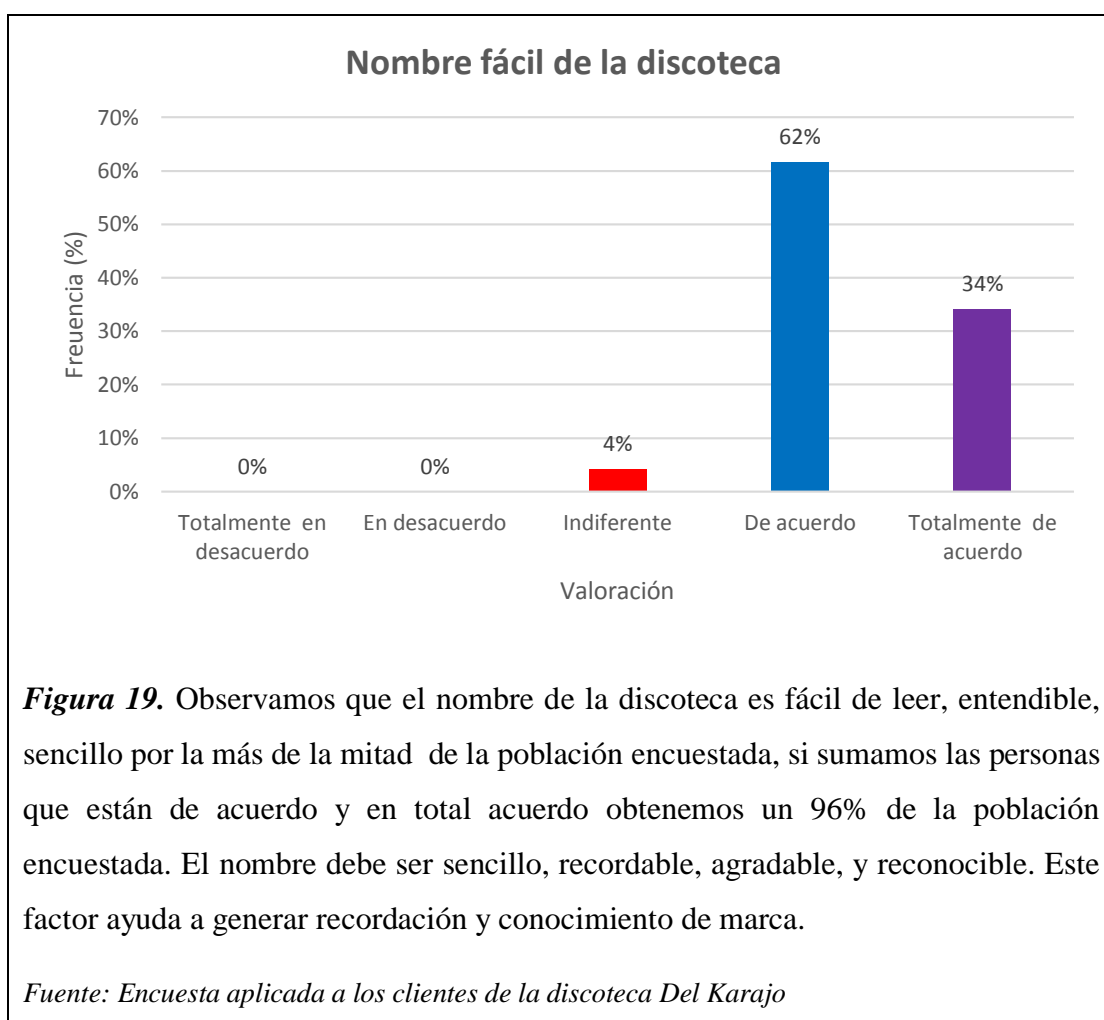 Nombre fácil de la discoteca
70%
60%
50%
40%
30%
20%
10%
0%
Freuencia (%)
0%
0%
4%
62%
34%
Totalmente en
desacuerdo
En desacuerdo
Indiferente
De acuerdo
Totalmente de
acuerdo
Valoración
Figura 19. Observamos que el nombre de la discoteca es fácil de leer, entendible,
sencillo por la más de la mitad de la población encuestada, si sumamos las personas
que están de acuerdo y en total acuerdo obtenemos un 96% de la población
encuestada. El nombre debe ser sencillo, recordable, agradable, y reconocible. Este
factor ayuda a generar recordación y conocimiento de marca.
Fuente: Encuesta aplicada a los clientes de la discoteca Del Karajo